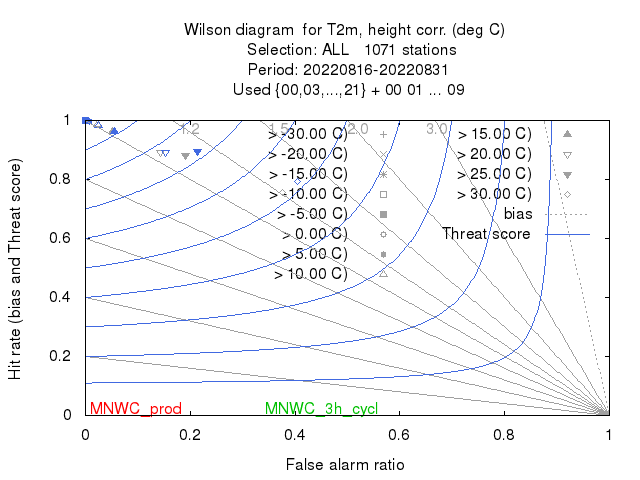 Wilson diagram for T2m, height corr. (deg C)
Selection: ALL 1071 stations
Period: 20220816-20220831
Used {00,03,...,21} + 00 01 ... 09
Hit rate (bias and Threat score)
1
0.8
0.6
0.4
0.2
0
1.2
1.5
2.0
3.0
> -30.00 C)
> -20.00 C)
> -15.00 C)
> -10.00 C)
> -5.00 C)
> 0.00 C)
> 5.00 C)
> 10.00 C)
> 15.00 C)
> 20.00 C)
> 25.00 C)
> 30.00 C)
bias
Threat score
MNWC_prod
MNWC_3h_cycl
0
0.2
0.4
0.6
0.8
1
False alarm ratio